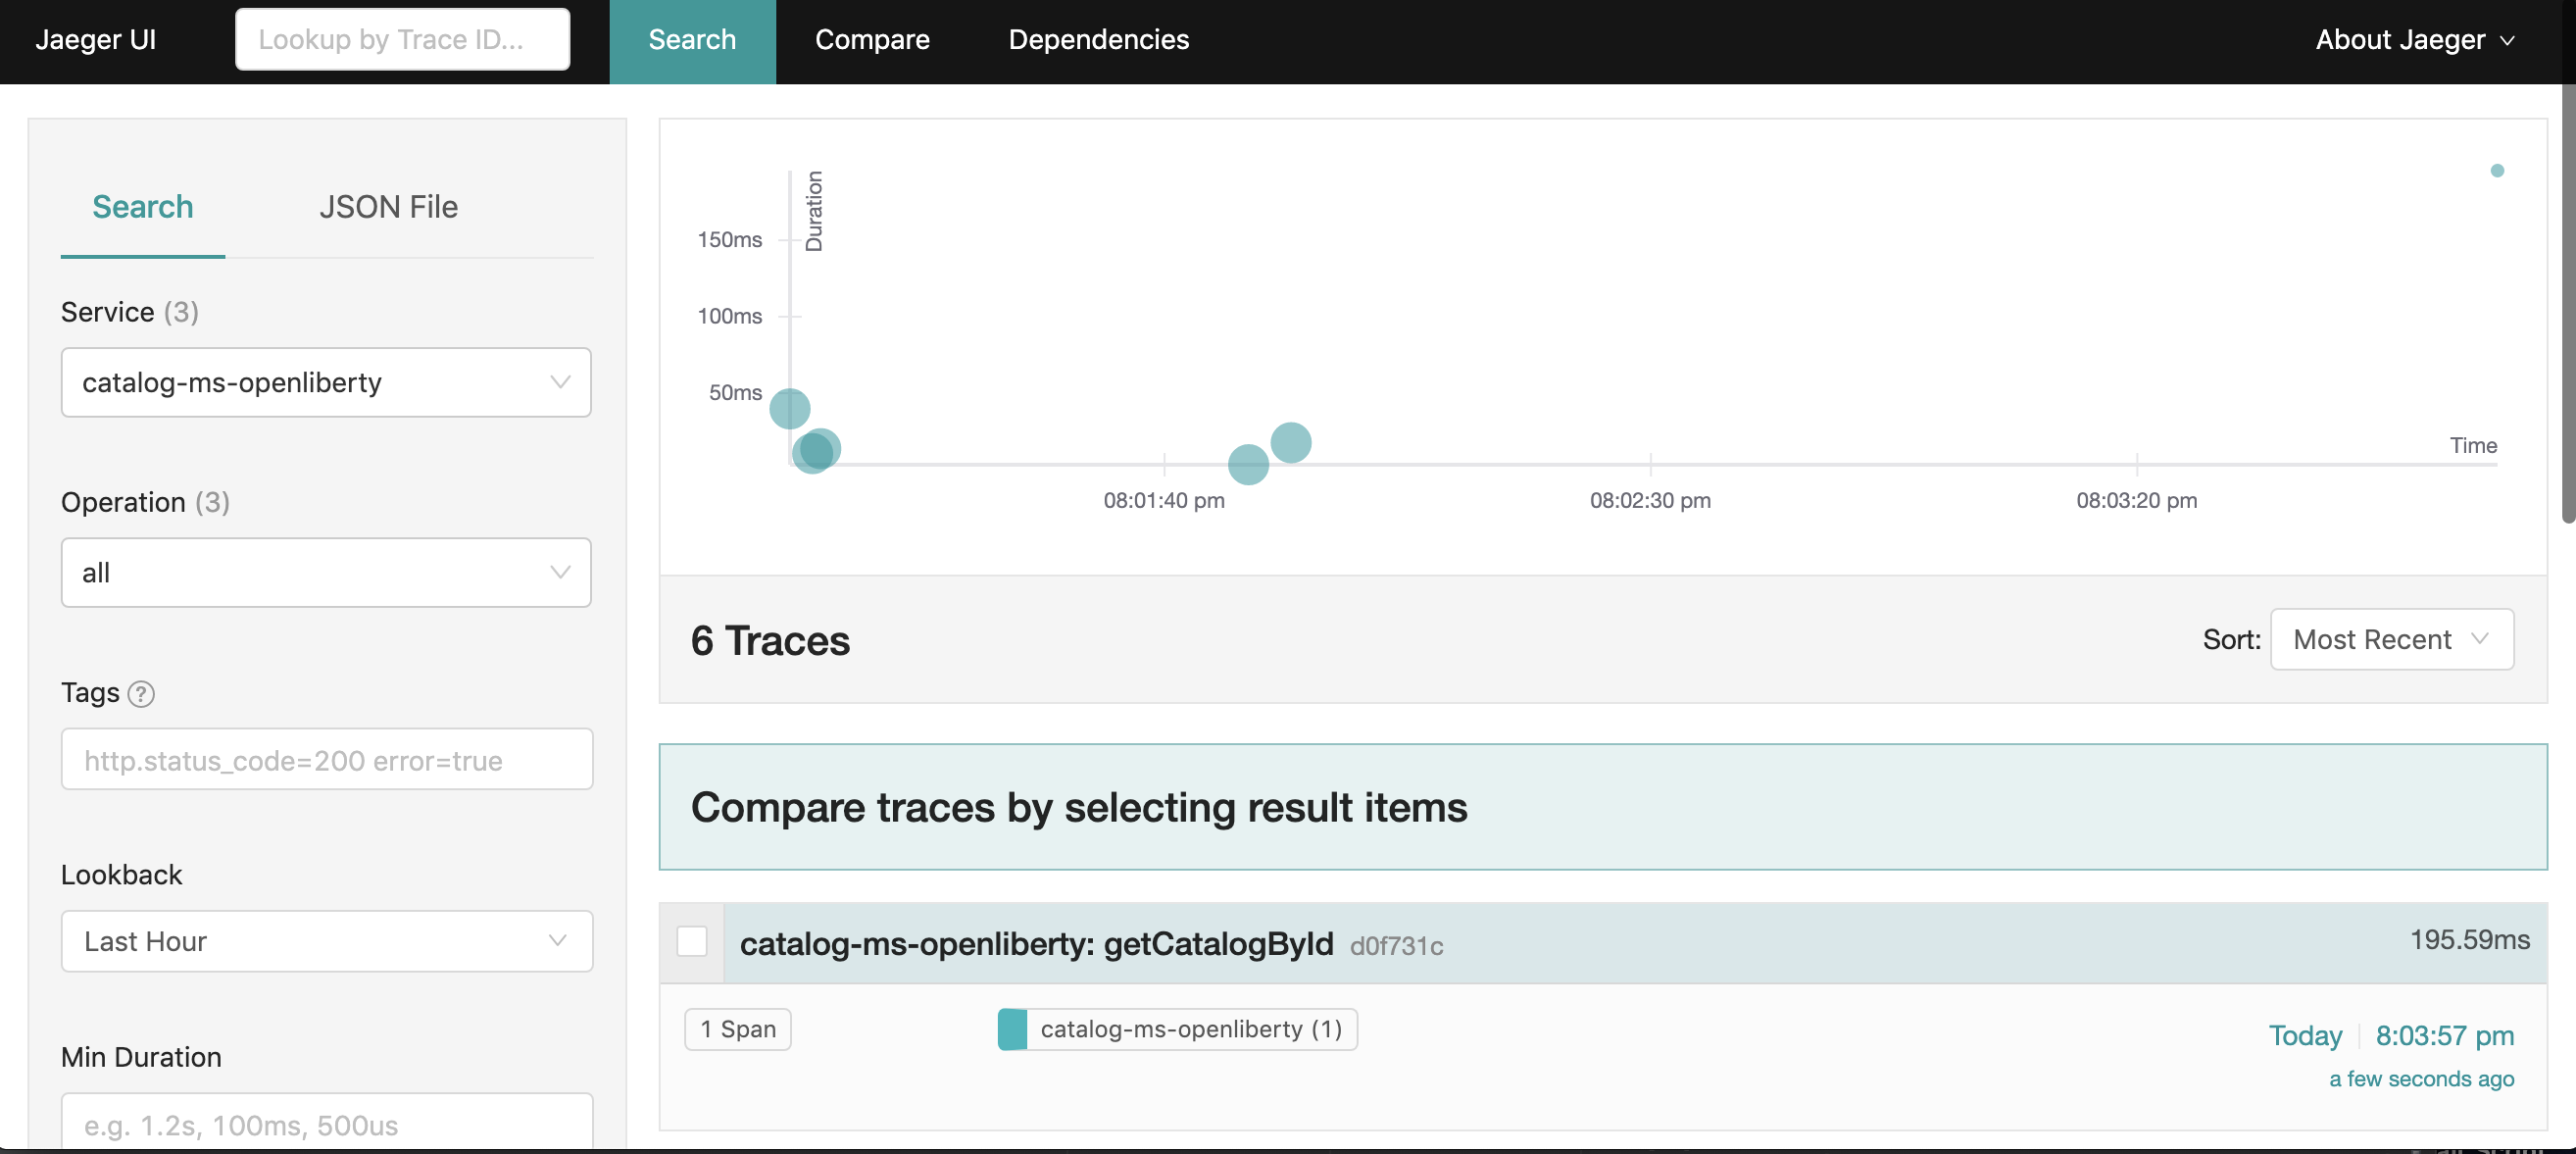 Jaeger UI
Lookup by Trace ID...
Search
Compare
Dependencies
About Jaeger
Search
JSON File
Service (3)
catalog-ms-openliberty
Operation (3)
all
Tags ?
http.status_code=200 error=true
Lookback
Last Hour
Min Duration
e.g. 1.2s, 100ms, 500us
Duration
150ms
100ms
50ms
Time
08:01:40 pm
08:02:30 pm
08:03:20 pm
6 Traces
Sort: Most Recent
Compare traces by selecting result items
catalog-ms-openliberty: getCatalogById d0f731c
195.59ms
1 Span
catalog-ms-openliberty (1)
Today 8:03:57 pm
a few seconds ago